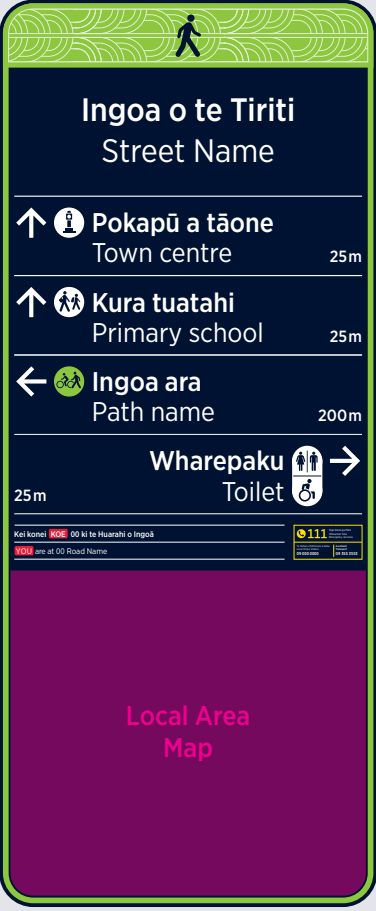 Ingoa o te Tiriti
Street Name
Pokapū a tāone
Town centre 25m
Kura tuatahi
Primary school 25m
Ingoa ara
Path name 200m
Wharepaku
25m Toilet
Kei konei KOE 00 ki te Huarahi o Ingoā
YOU are at 00 Road Name
111
Local Area
Map